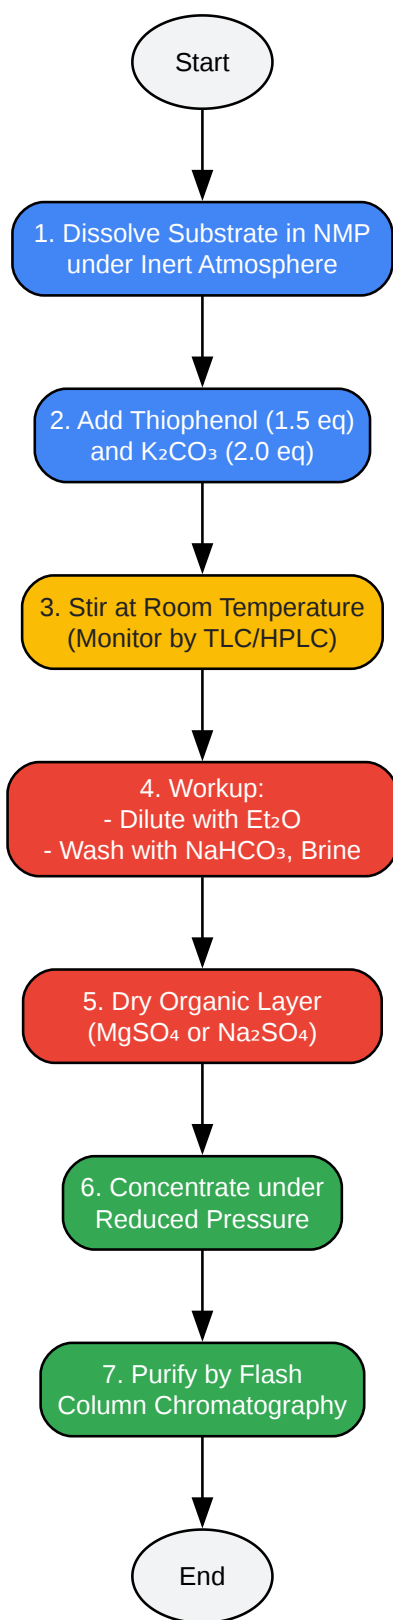 Start
1. Dissolve Substrate in NMP
under Inert Atmosphere
2. Add Thiophenol (1.5 eq)
and K₂CO₃ (2.0 eq)
3. Stir at Room Temperature
(Monitor by TLC/HPLC)
4. Workup:
- Dilute with Et₂O
- Wash with NaHCO₃, Brine
5. Dry Organic Layer
(MgSO₄ or Na₂SO₄)
6. Concentrate under
Reduced Pressure
7. Purify by Flash
Column Chromatography
End